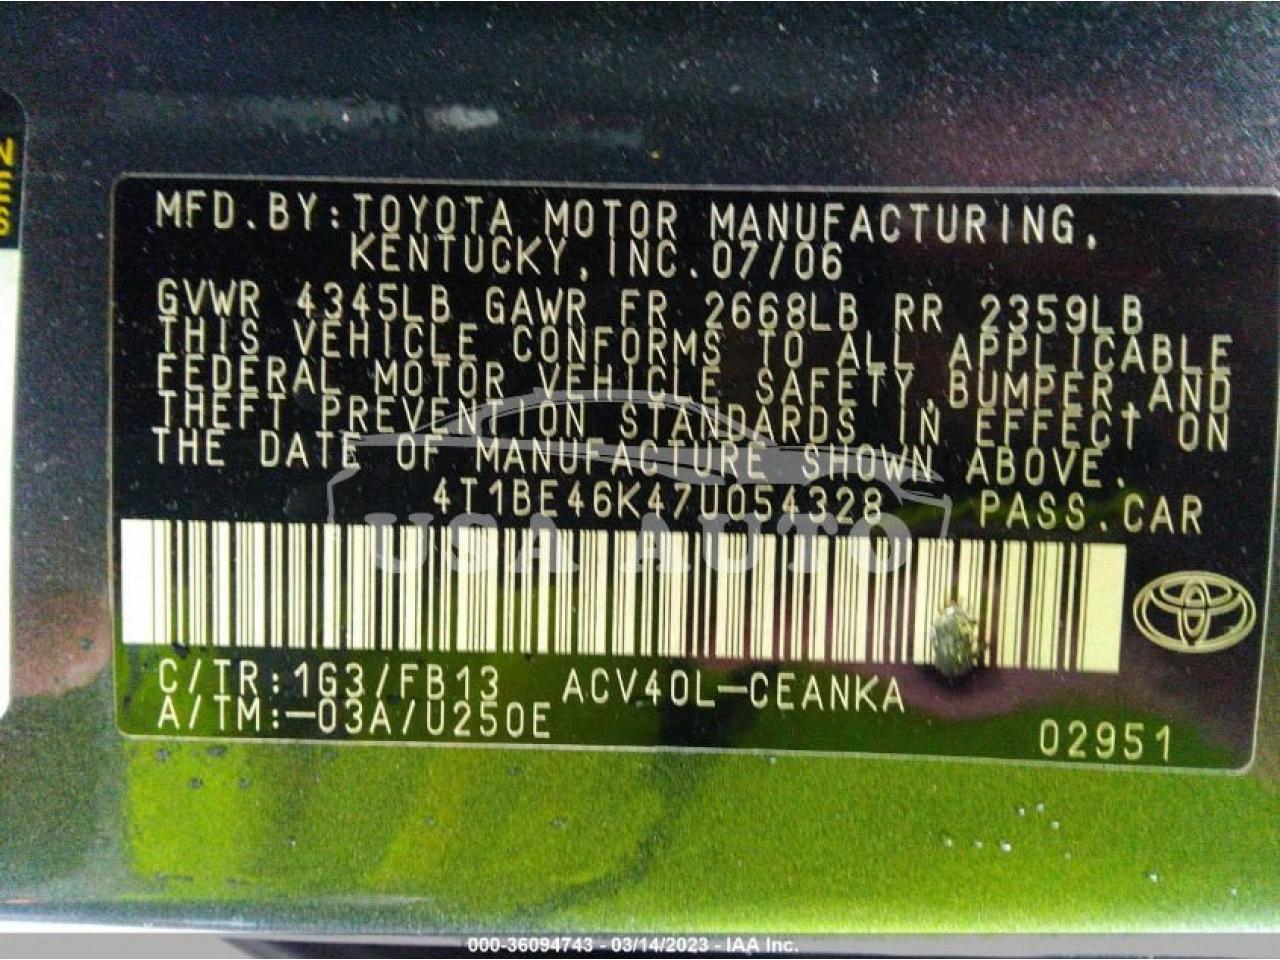 NES
MFD.BY:TOYOTA MOTOR MANUFACTURING,
KENTUCKY,INC.07/06
GVWR 4345LB GAWR FR 2668LB RR 2359LB
THIS VEHICLE CONFORMS TO ALL APPLICABLE
FEDERAL MOTOR VEHICLE SAFETY,BUMPER,AND
THEFT PREVENTION STANDARDS IN EFFECT ON
THE DATE OF MANUFACTURE SHOWN ABOVE.
4T1BE46K47U054328 PASS.CAR
USA AUTO
C/TR:1G3/FB13 ACV40L-CEANKA
A/TM:-03A/U250E
02951
000-36094743 - 03/14/2023 - IAA Inc.